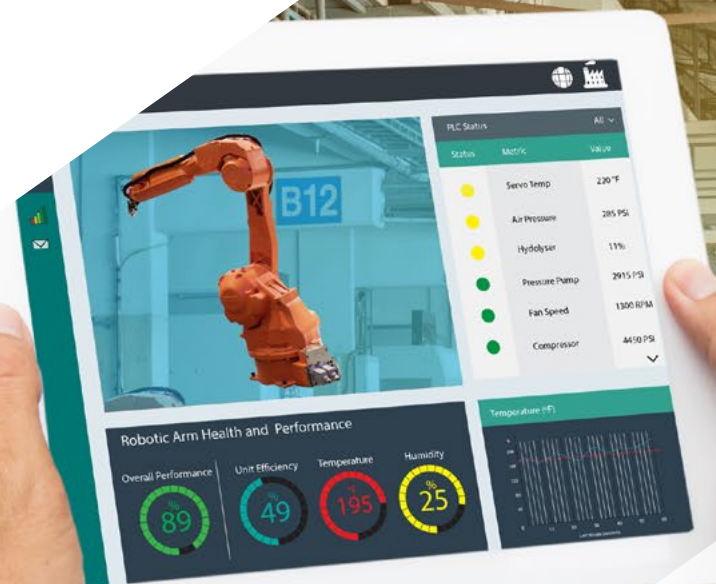 PLC Status
All
Status Metric Value
Servo Temp 220 °F
Air Pressure 285 PSI
Hydolyser 11%
Pressure Pump 2915 PSI
Fan Speed 1300 RPM
Compressor 4450 PSI
B12
Robotic Arm Health and Performance
Overall Performance
% 89
Unit Efficiency
% 49
Temperature
°F 195
Humidity
% 25
Temperature (°F)